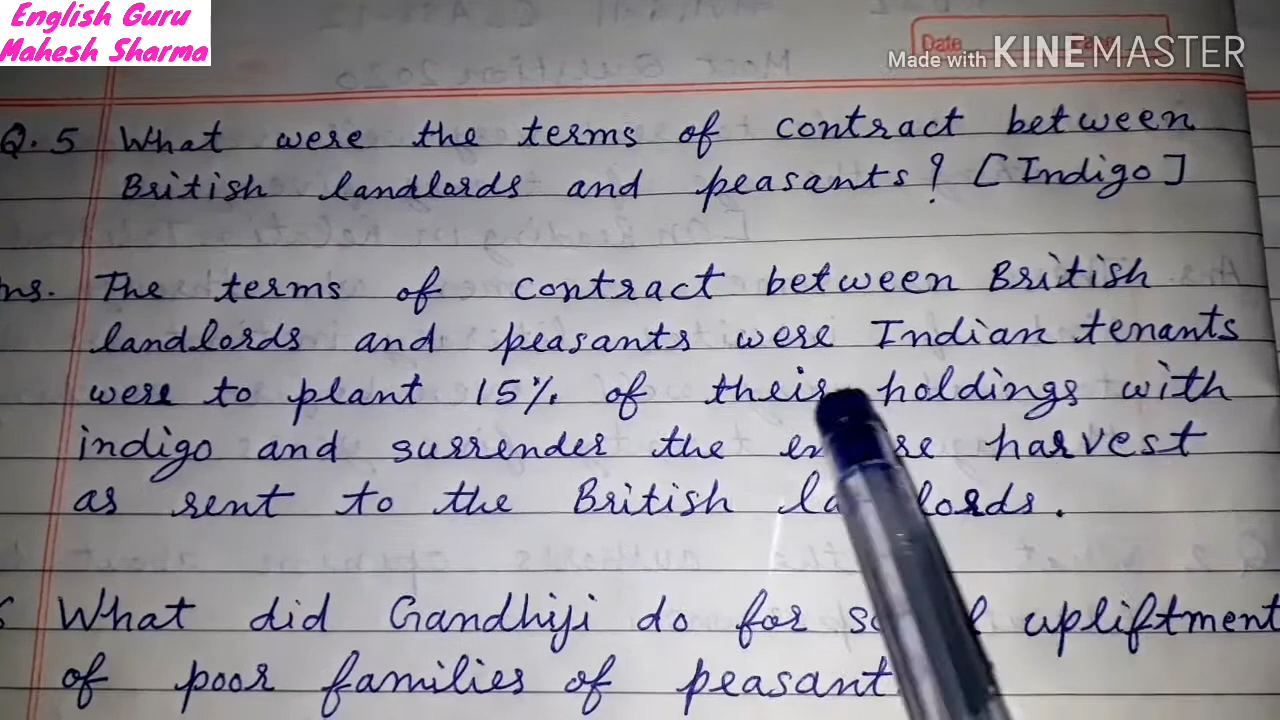 English Guru
Mahesh Sharma
Date
Made with KINEMASTER
Q.5 What were the terms of contract between
British landlords and peasants? [Indigo]
ns. The terms of contract between British
landlords and peasants were Indian tenants
were to plant 15% of their holdings with
indigo and surrender the harvest
as rent to the British
What did Gandhiji do for upliftment
of poor families of peasant